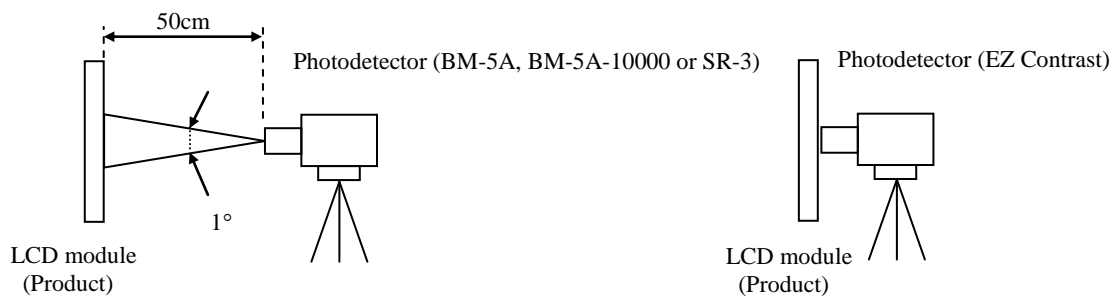 50cm
Photodetector (BM-5A, BM-5A-10000 or SR-3)
1°
LCD module
(Product)
Photodetector (EZ Contrast)
LCD module
(Product)